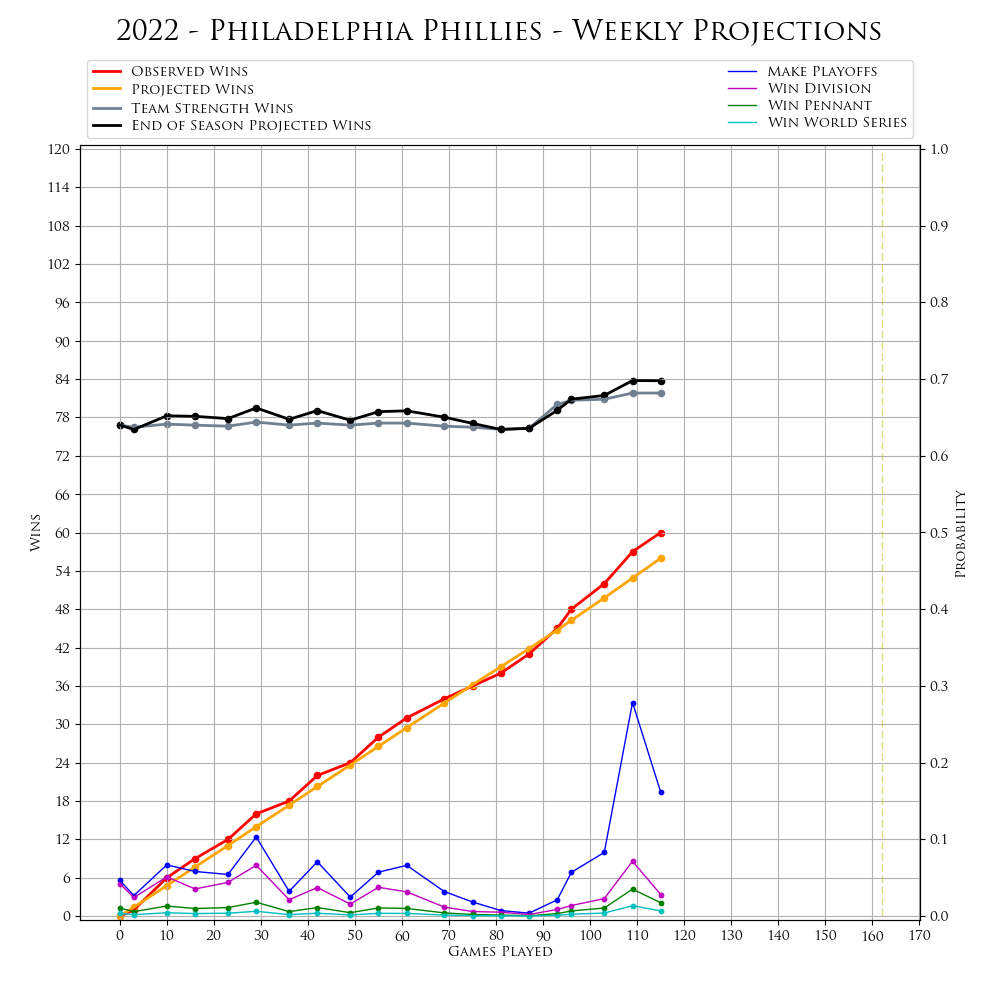 2022 - Philadelphia Phillies - Weekly Projections
Observed Wins
Projected Wins
Team Strength Wins
End of Season Projected Wins
Make Playoffs
Win Division
Win Pennant
Win World Series
120
114
108
102
96
90
84
78
72
66
60
54
48
42
36
30
24
18
12
6
0
Wins
1.0
0.9
0.8
0.7
0.6
0.5
0.4
0.3
0.2
0.1
0.0
Probability
0 10 20 30 40 50 60 70 80 90 100 110 120 130 140 150 160 170
Games Played